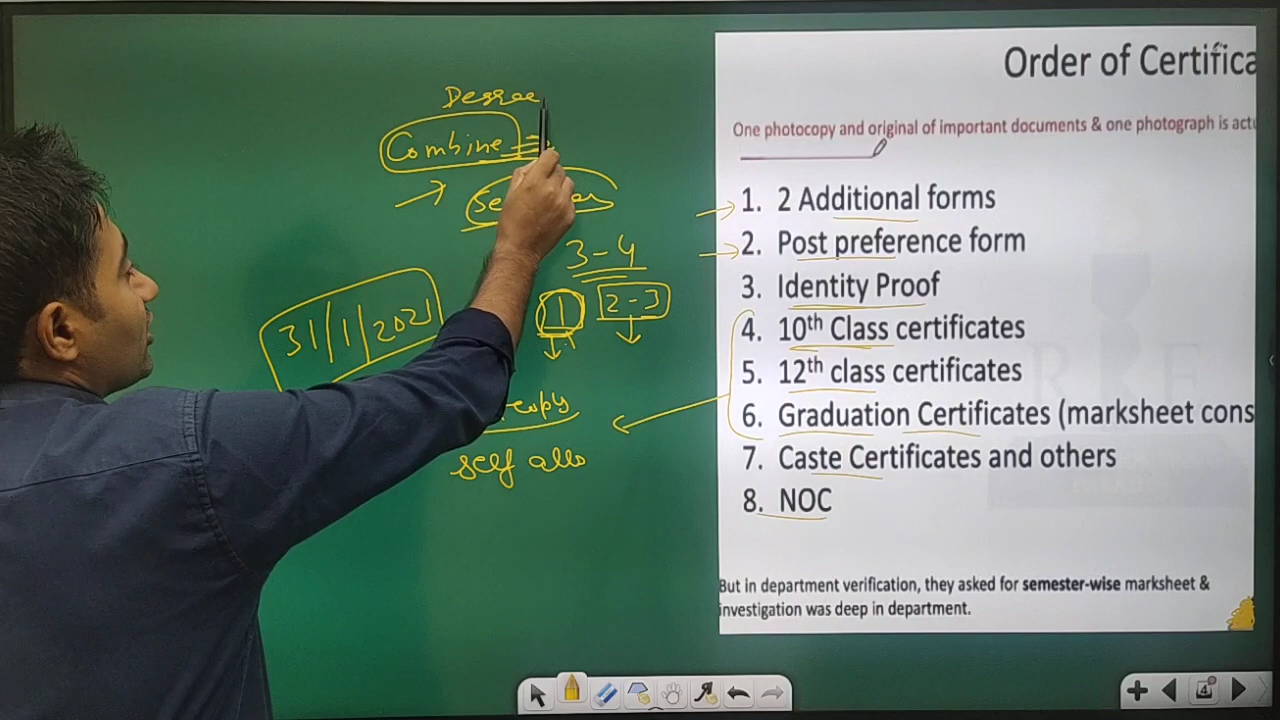 Degree
Combine
3-4
1
2-3
31/1/2021
copy
self
Order of Certifica
One photocopy and original of important documents & one photograph is actu
1. 2 Additional forms
2. Post preference form
3. Identity Proof
4. 10th Class certificates
5. 12th class certificates
6. Graduation Certificates (marksheet cons
7. Caste Certificates and others
8. NOC
But in department verification, they asked for semester-wise marksheet &
investigation was deep in department.
4